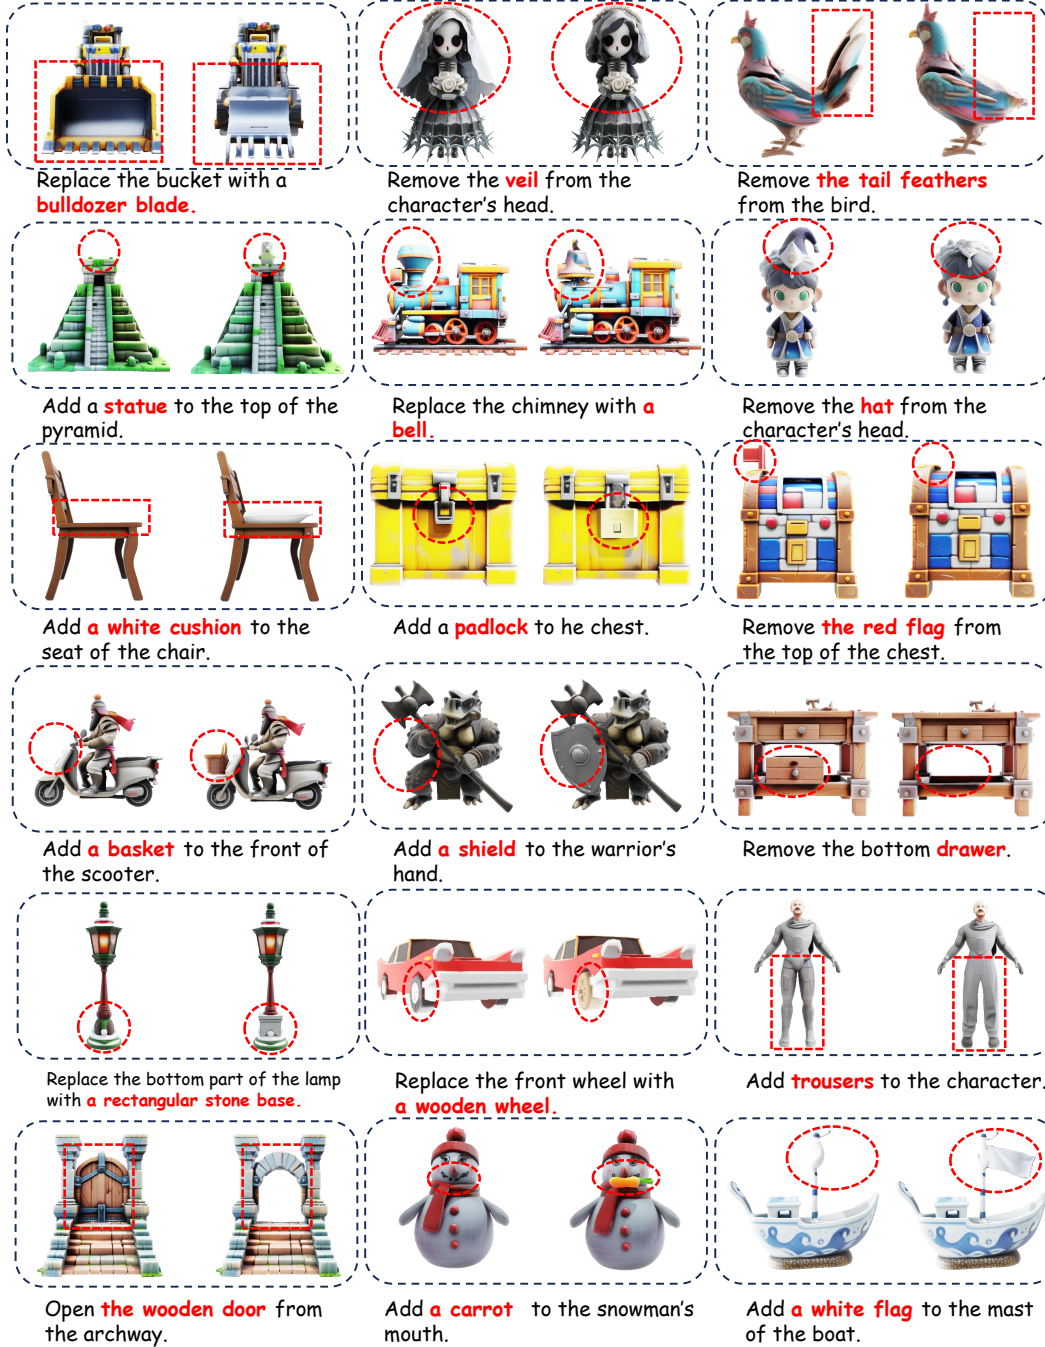 Replace the bucket with a
bulldozer blade.
Remove the veil from the
character's head.
Remove the tail feathers
from the bird.
Add a statue to the top of the
pyramid.
Replace the chimney with a
bell.
Remove the hat from the
character's head.
Add a white cushion to the
seat of the chair.
Add a padlock to he chest.
Remove the red flag from
the top of the chest.
Add a basket to the front of
the scooter.
Add a shield to the warrior's
hand.
Remove the bottom drawer.
Replace the bottom part of the lamp
with a rectangular stone base.
Replace the front wheel with
a wooden wheel.
Add trousers to the character.
Open the wooden door from
the archway.
Add a carrot to the snowman's
mouth.
Add a white flag to the mast
of the boat.